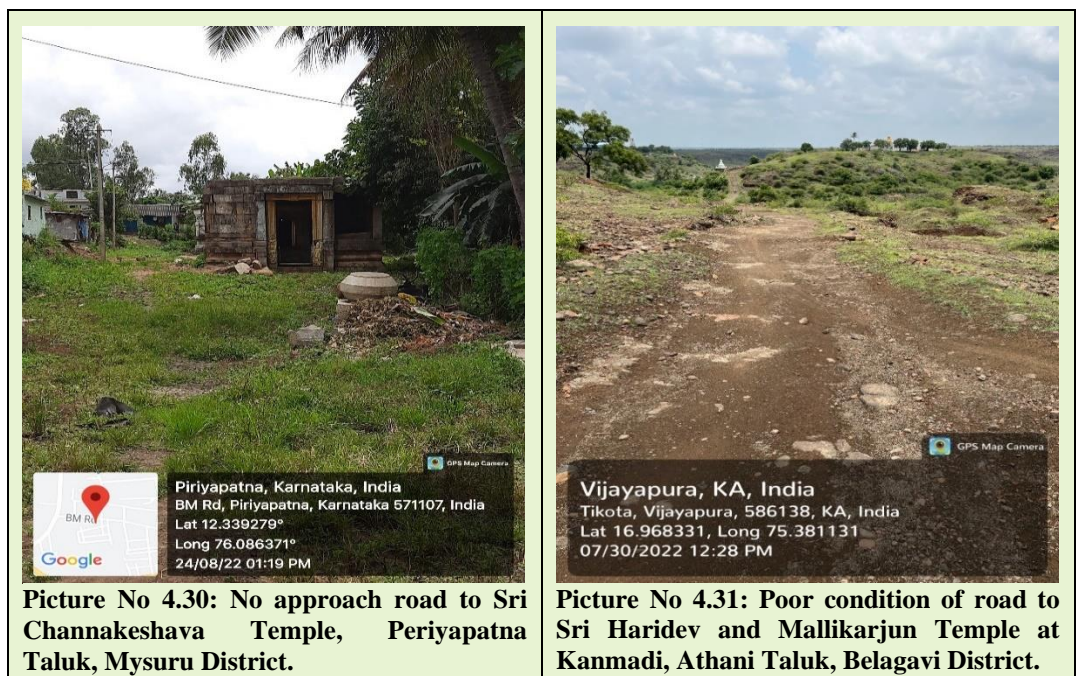 GPS Map Camera
Piriyapatna, Karnataka, India
BM Rd, Piriyapatna, Karnataka 571107, India
Lat 12.339279°
Long 76.086371°
24/08/22 01:19 PM
BM Rd
Google
Picture No 4.30: No approach road to Sri
Channakeshava Temple, Periyapatna
Taluk, Mysuru District.
GPS Map Camera
Vijayapura, KA, India
Tikota, Vijayapura, 586138, KA, India
Lat 16.968331, Long 75.381131
07/30/2022 12:28 PM
Picture No 4.31: Poor condition of road to
Sri Haridev and Mallikarjun Temple at
Kanmadi, Athani Taluk, Belagavi District.